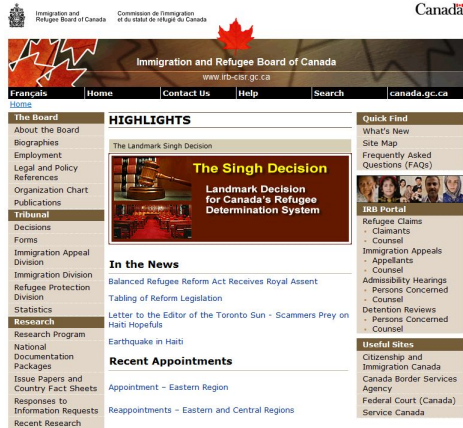 Immigration and
Refugee Board of Canada
Commission de l'immigration
et du statut de réfugié du Canada
Canada
Immigration and Refugee Board of Canada
www.irb-cisr.gc.ca
Français Home Contact Us Help Search canada.gc.ca
Home
The Board
About the Board
Biographies
Employment
Legal and Policy
References
Organization Chart
Publications
Tribunal
Decisions
Forms
Immigration Appeal
Division
Immigration Division
Refugee Protection
Division
Statistics
Research
Research Program
National
Documentation
Packages
Issue Papers and
Country Fact Sheets
Responses to
Information Requests
Recent Research
HIGHLIGHTS
The Landmark Singh Decision
The Singh Decision
Landmark Decision
for Canada's Refugee
Determination System
In the News
Balanced Refugee Reform Act Receives Royal Assent
Tabling of Reform Legislation
Letter to the Editor of the Toronto Sun - Scammers Prey on
Haiti Hopefuls
Earthquake in Haiti
Recent Appointments
Appointment – Eastern Region
Reappointments – Eastern and Central Regions
Quick Find
What's New
Site Map
Frequently Asked
Questions (FAQs)
IRB Portal
Refugee Claims
- Claimants
- Counsel
Immigration Appeals
- Appellants
- Counsel
Admissibility Hearings
- Persons Concerned
- Counsel
Detention Reviews
- Persons Concerned
- Counsel
Useful Sites
Citizenship and
Immigration Canada
Canada Border Services
Agency
Federal Court (Canada)
Service Canada